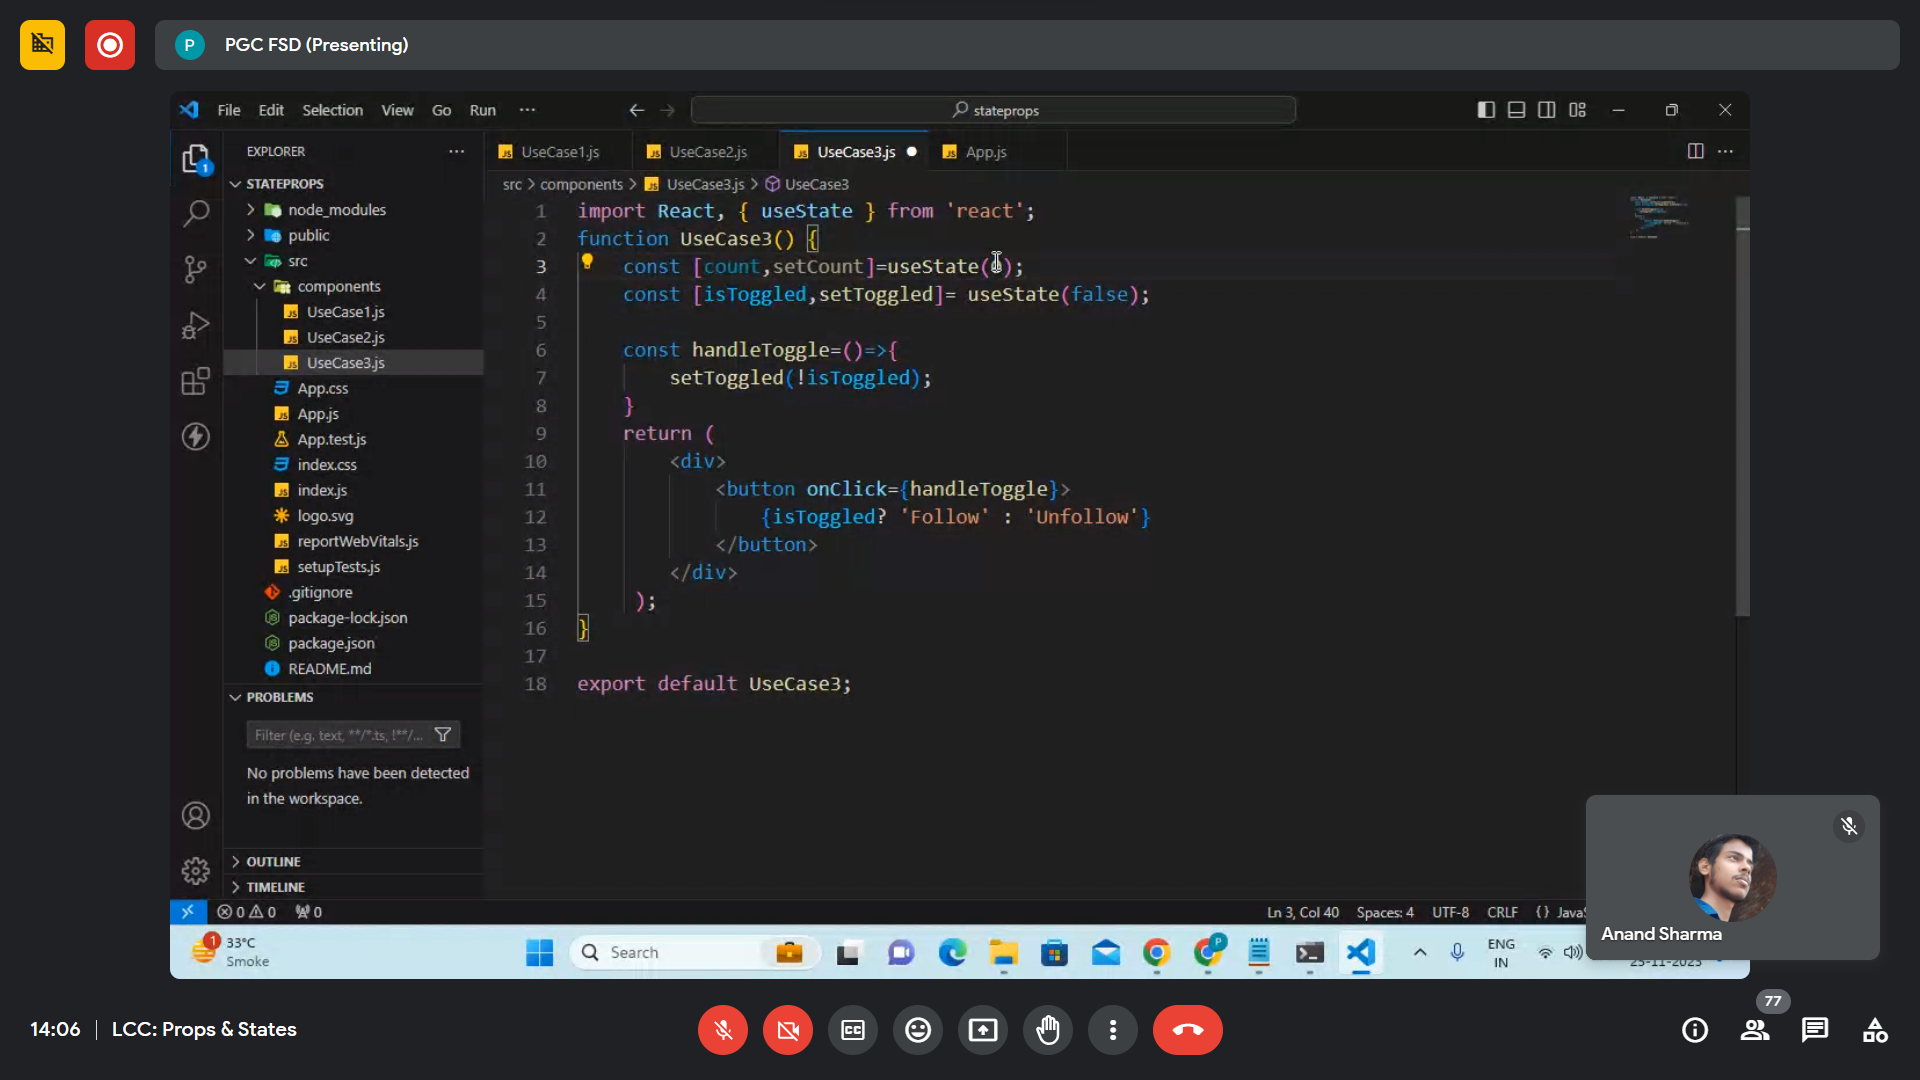 P PGC FSD (Presenting)
File Edit Selection View Go Run
stateprops
1
EXPLORER
UseCase1.js
UseCase2.js
UseCase3.js
App.js
STATEPROPS
node_modules
public
src
components
UseCase1.js
UseCase2.js
UseCase3.js
App.css
App.js
App.test.js
index.css
index.js
logo.svg
reportWebVitals.js
setupTests.js
.gitignore
package-lock.json
package.json
README.md
PROBLEMS
Filter (e.g. text, **/*.ts, !**/...
No problems have been detected
in the workspace.
OUTLINE
TIMELINE
src > components > UseCase3.js > UseCase3
1 import React, { useState } from 'react';
2 function UseCase3() {
3 const [count,setCount]=useState();
4 const [isToggled,setToggled]= useState(false);
5
6 const handleToggle=()=>{
7 setToggled(!isToggled);
8 }
9 return (
10 <div>
11 <button onClick={handleToggle}>
12 {isToggled? 'Follow' : 'Unfollow'}
13 </button>
14 </div>
15 );
16 }
17
18 export default UseCase3;
0 0 0
Ln 3, Col 40 Spaces: 4 UTF-8 CRLF {}
1 33°C
Smoke
Search
P
ENG
IN
Anand Sharma
14:06 | LCC: Props & States
CC
77